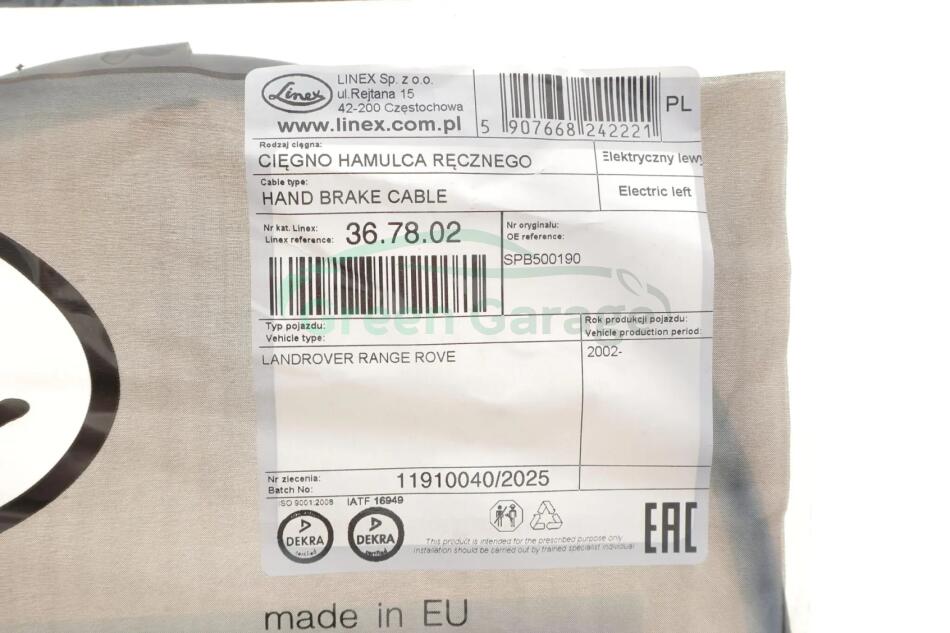 Linex
LINEX Sp. z o.o.
ul.Rejtana 15
42-200 Częstochowa
www.linex.com.pl
5 907668 242221
PL
Rodzaj cięgna:
CIĘGNO HAMULCA RĘCZNEGO
Elektryczny lewy
Cable type:
HAND BRAKE CABLE
Electric left
Nr kat. Linex:
Linex reference:
36.78.02
Nr oryginału:
OE reference:
SPB500190
Green Garage
Typ pojazdu:
Vehicle type:
LANDROVER RANGE ROVE
Rok produkcji pojazdu:
Vehicle production period:
2002-
Nr zlecenia:
Batch No:
11910040/2025
ISO 9001:2008
IATF 16949
DEKRA
certified
DEKRA
certified
This product is intended for the prescribed purpose only
installation should be carried out by trained specialist individual
EAC
made in EU